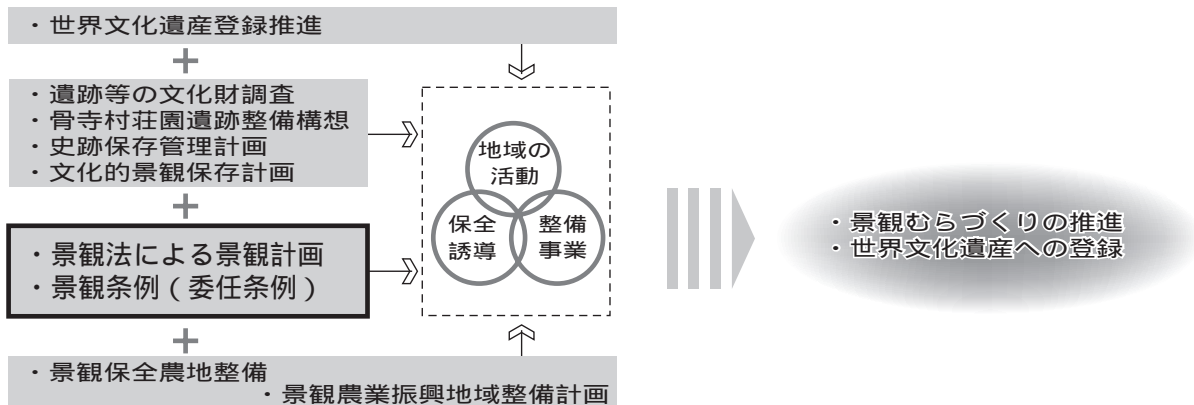 ・世界文化遺産登録推進
+
・遺跡等の文化財調査
・骨寺村荘園遺跡整備構想
・史跡保存管理計画
・文化的景観保存計画
+
・景観法による景観計画
・景観条例(委任条例)
+
・景観保全農地整備
・景観農業振興地域整備計画
地域の
活動
保全
誘導
整備
事業
・景観むらづくりの推進
・世界文化遺産への登録